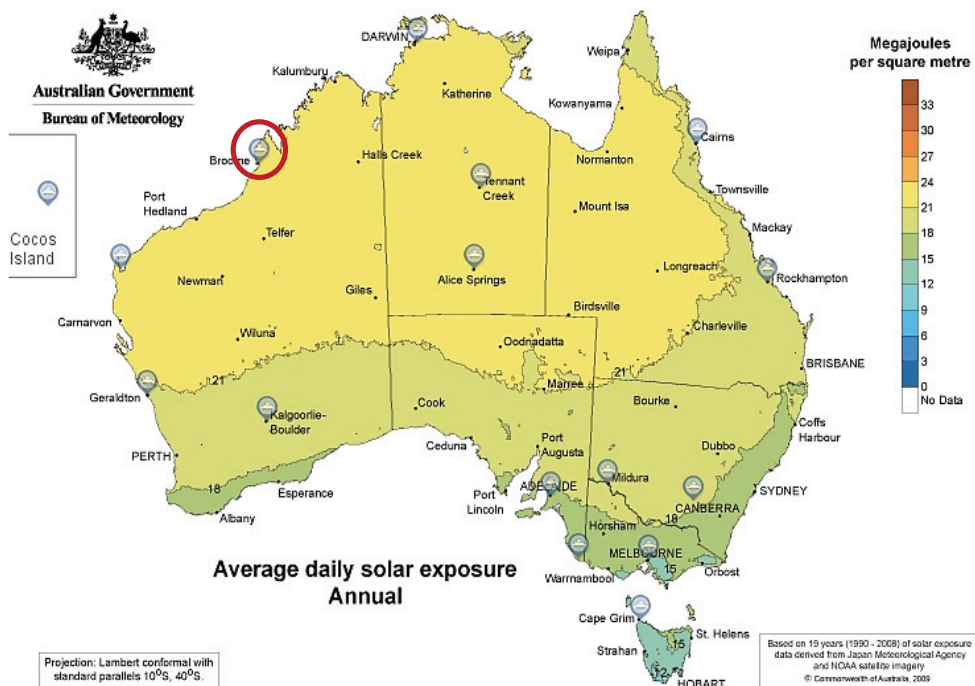 Australian Government
Bureau of Meteorology
Cocos
Island
DARWIN
Kalumburu
Katherine
Weipa
Kowanyama
Cairns
Broome
Halls Creek
Tennant
Creek
Normanton
Townsville
Port
Hedland
Telfer
Mount Isa
Mackay
Newman
Giles
Alice Springs
Longreach
Rockhampton
Carnarvon
Wiluna
Oodnadatta
Birdsville
Charleville
21
21
Marree
BRISBANE
Geraldton
Kalgoorlie-
Boulder
Cook
Bourke
Coffs
Harbour
PERTH
Ceduna
Port
Augusta
Dubbo
18
Esperance
Albany
Port
Lincoln
ADELAIDE
Mildura
SYDNEY
CANBERRA
18
Horsham
MELBOURNE
15
Warrnambool
Orbost
Cape Grim
St. Helens
Strahan
15
12
HOBART
Megajoules
per square metre
33
30
27
24
21
18
15
12
9
6
3
0
No Data
Average daily solar exposure
Annual
Projection: Lambert conformal with
standard parallels 10°S, 40°S.
Based on 19 years (1990 - 2008) of solar exposure
data derived from Japan Meteorological Agency
and NOAA satellite imagery
© Commonwealth of Australia, 2009